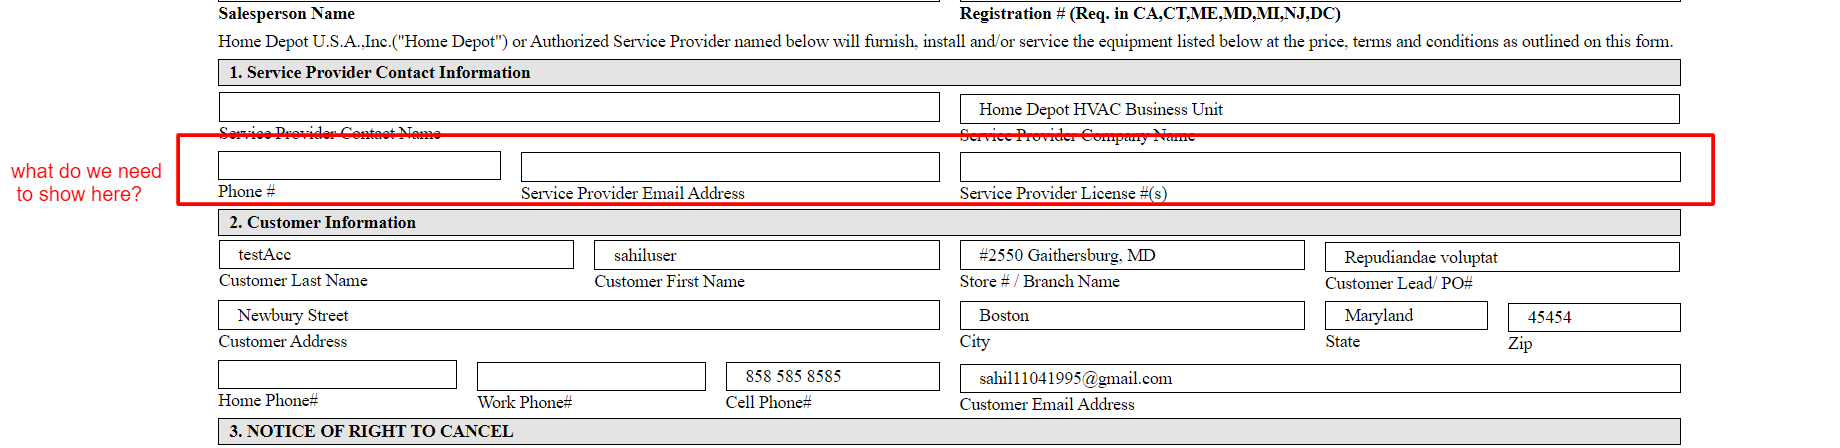 Salesperson Name
Registration # (Req. in CA,CT,ME,MD,MI,NJ,DC)
Home Depot U.S.A.,Inc.("Home Depot") or Authorized Service Provider named below will furnish, install and/or service the equipment listed below at the price, terms and conditions as outlined on this form.
1. Service Provider Contact Information
Home Depot HVAC Business Unit
Service Provider Contact Name
Service Provider Company Name
what do we need
to show here?
Phone #
Service Provider Email Address
Service Provider License #(s)
2. Customer Information
testAcc
sahiluser
#2550 Gaithersburg, MD
Repudiandae voluptat
Customer Last Name
Customer First Name
Store # / Branch Name
Customer Lead/ PO#
Newbury Street
Boston
Maryland
45454
Customer Address
City
State
Zip
858 585 8585
sahil11041995@gmail.com
Home Phone#
Work Phone#
Cell Phone#
Customer Email Address
3. NOTICE OF RIGHT TO CANCEL